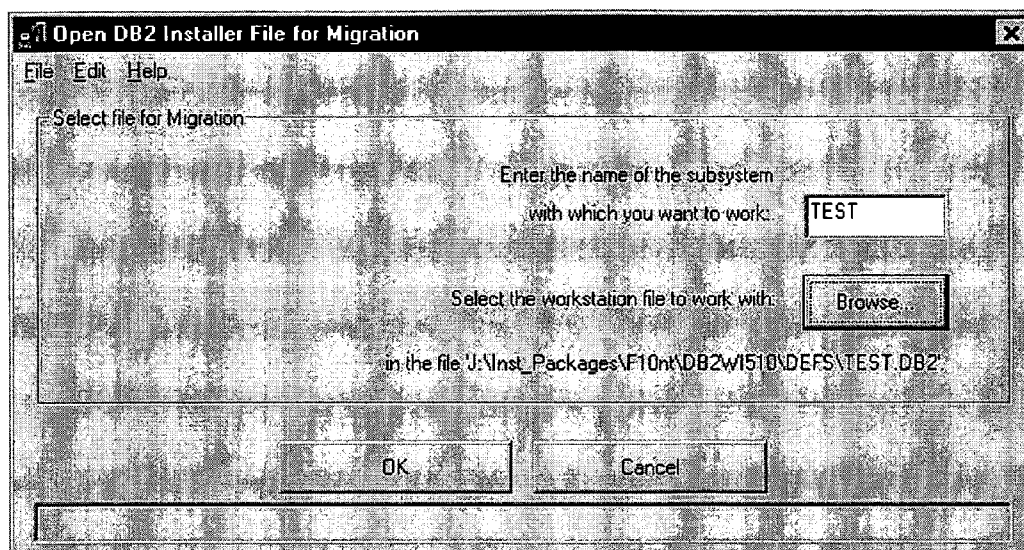 Open DB2 Installer File for Migration
File Edit Help
Select file for Migration
Enter the name of the subsystem
with which you want to work: TEST
Select the workstation file to work with: Browse...
in the file 'J:\Inst_Packages\F10nt\DB2WI510\DEFS\TEST.DB2'.
OK Cancel